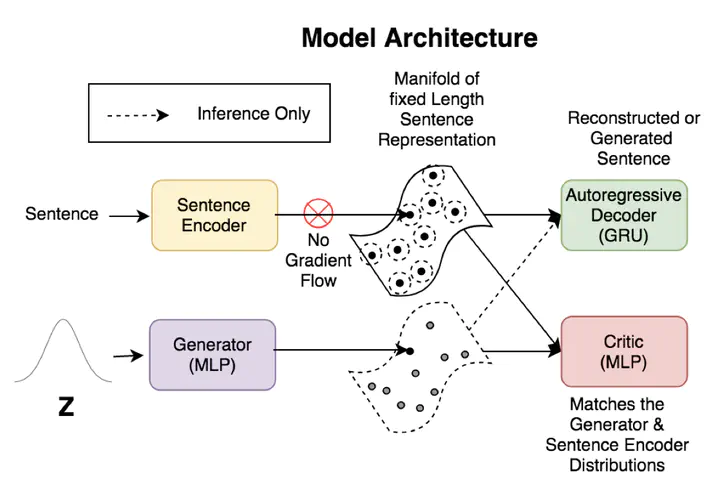 Model Architecture
Inference Only
Manifold of
fixed Length
Sentence
Representation
Reconstructed or
Generated
Sentence
Sentence
Sentence
Encoder
No
Gradient
Flow
Autoregressive
Decoder
(GRU)
Z
Generator
(MLP)
Critic
(MLP)
Matches the
Generator &
Sentence Encoder
Distributions